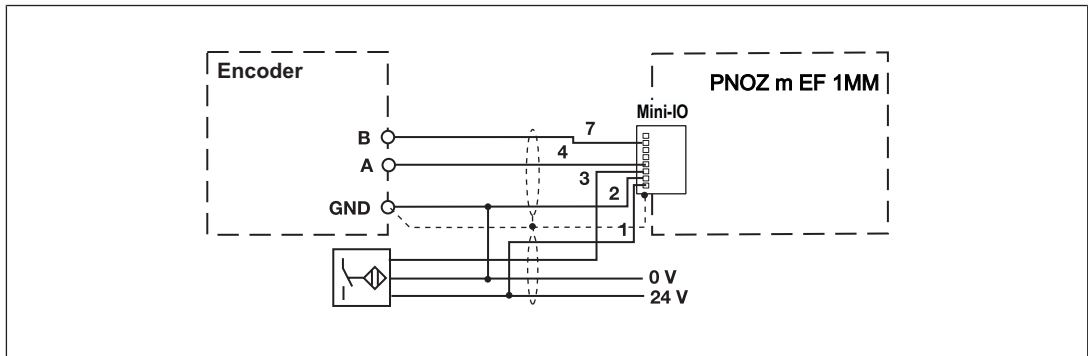 Encoder
PNOZ m EF 1MM
Mini-IO
B
7
4
A
3
2
GND
1
0 V
24 V